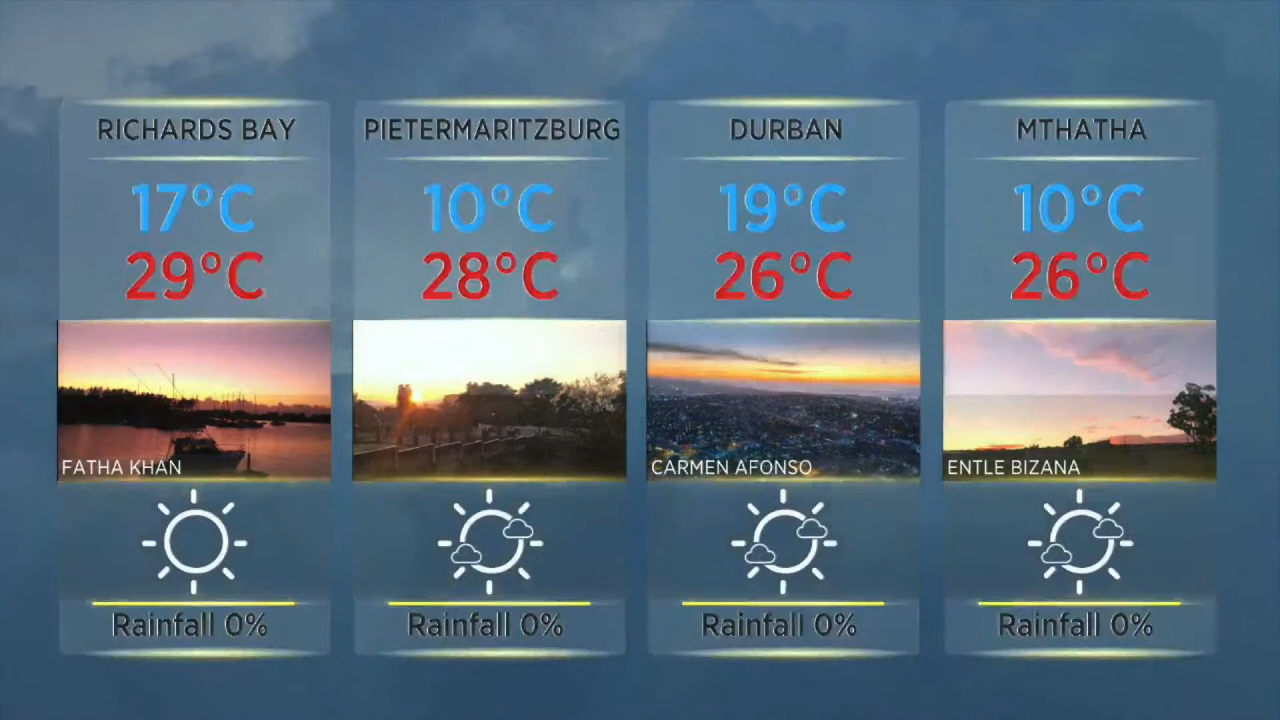 RICHARDS BAY
17°C
29°C
FATHA KHAN
Rainfall 0%
PIETERMARITZBURG
10°C
28°C
Rainfall 0%
DURBAN
19°C
26°C
CARMEN AFONSO
Rainfall 0%
MTHATHA
10°C
26°C
ENTLE BIZANA
Rainfall 0%